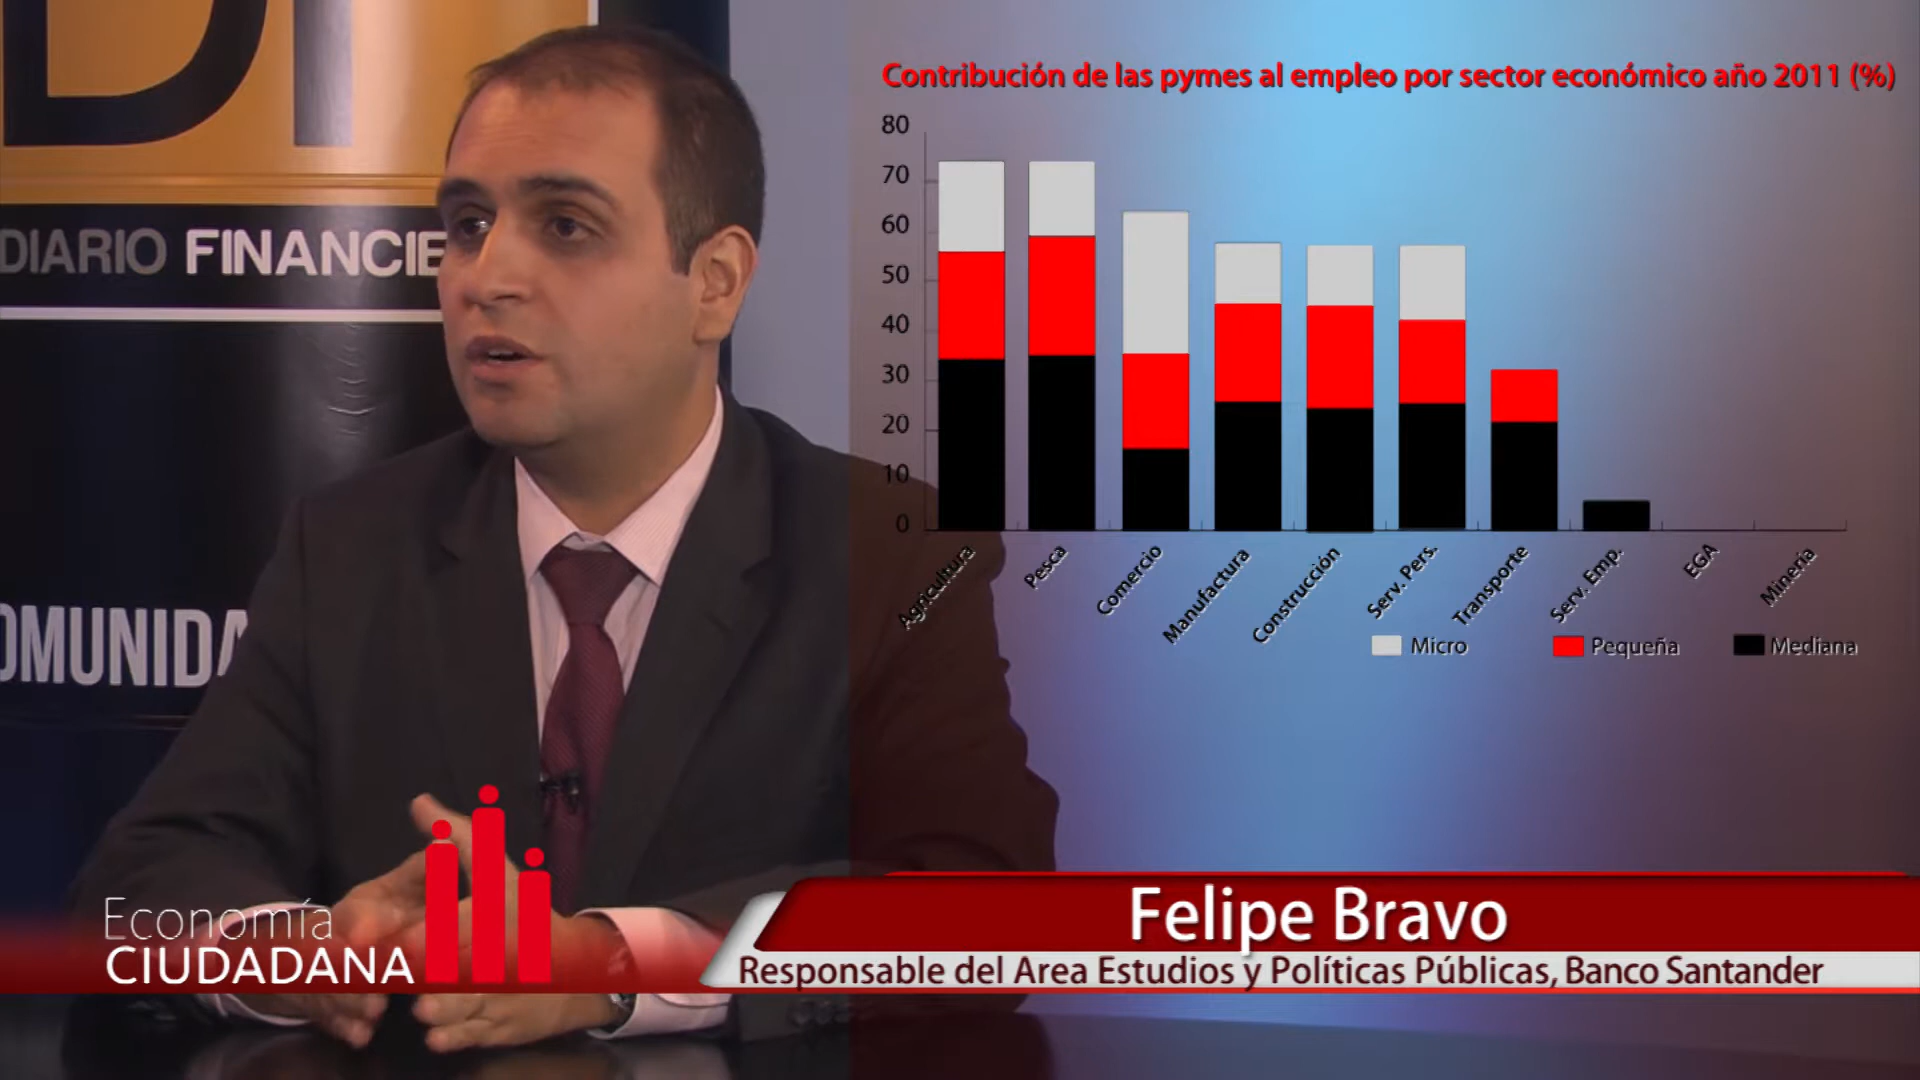 DF
DIARIO FINANCIE
OMUNIDA
Contribución de las pymes al empleo por sector económico año 2011 (%)
80
70
60
50
40
30
20
10
0
Agricultura
Pesca
Comercio
Manufactura
Construcción
Serv. Pers.
Transporte
Serv. Emp.
EGA
Minería
Micro
Pequeña
Mediana
Economía
CIUDADANA
Felipe Bravo
Responsable del Area Estudios y Políticas Públicas, Banco Santander